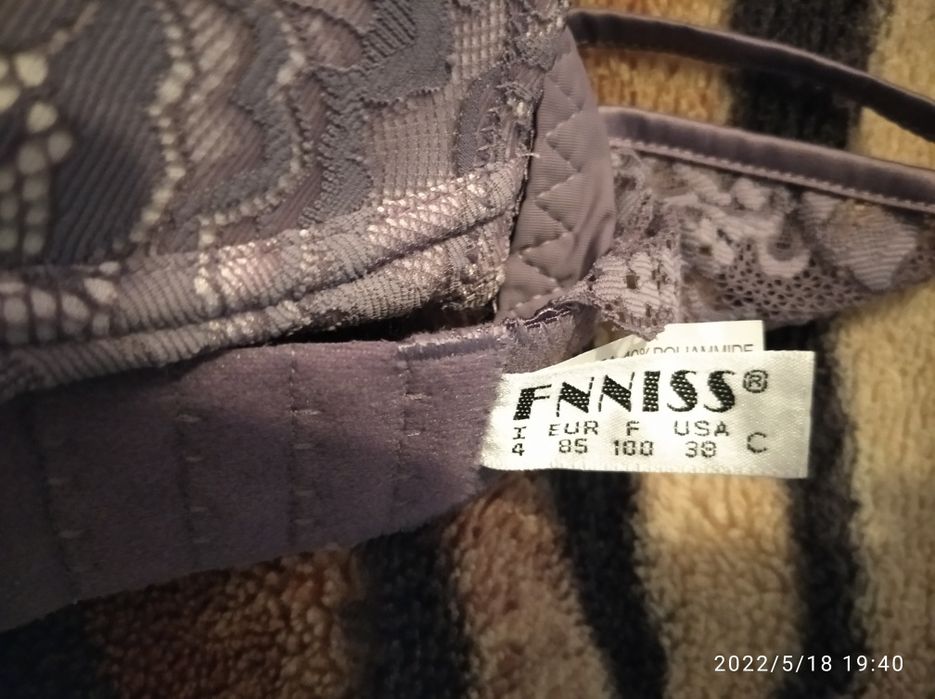 40% POLIAMMIDE
FNNISS®
I EUR F USA C
4 85 100 38
2022/5/18 19:40